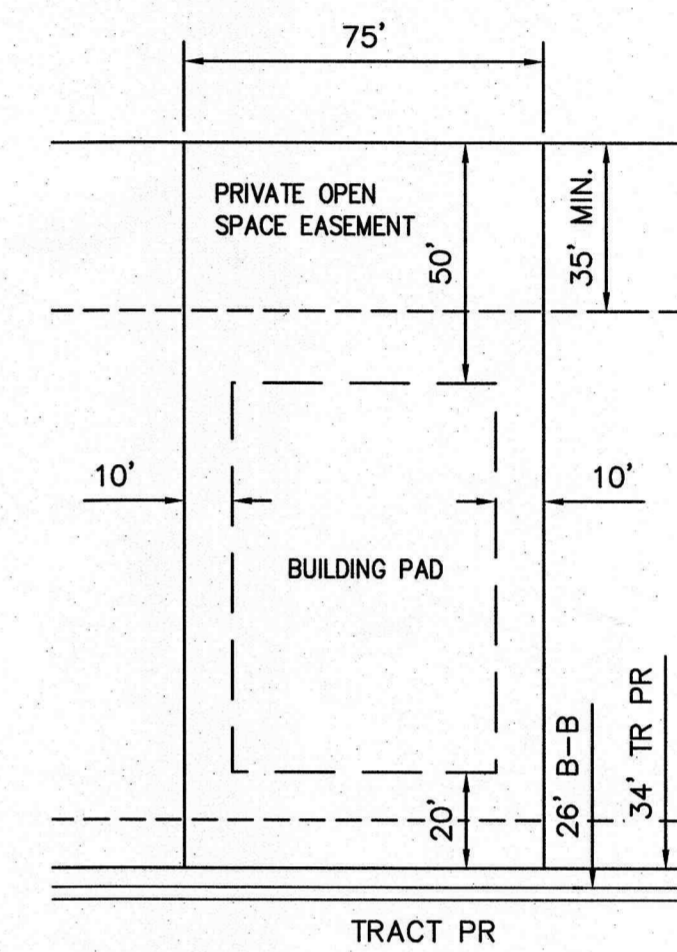 75'
PRIVATE OPEN
SPACE EASEMENT
50'
35' MIN.
10'
10'
BUILDING PAD
20'
26' B-B
34' TR PR
TRACT PR